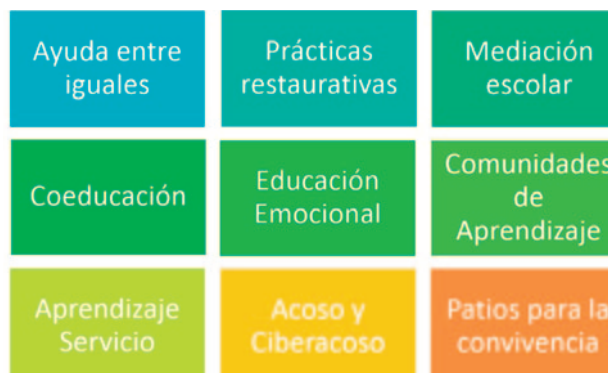 Ayuda entre
iguales
Prácticas
restaurativas
Mediación
escolar
Coeducación
Educación
Emocional
Comunidades
de
Aprendizaje
Aprendizaje
Servicio
Acoso y
Ciberacoso
Patios para la
convivencia